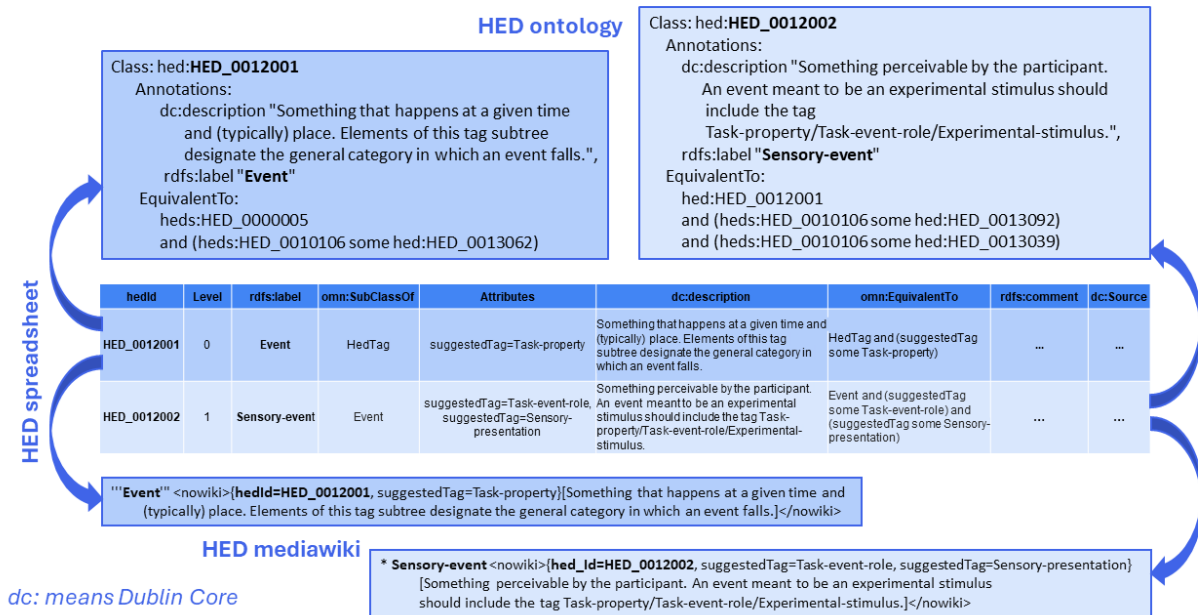 HED ontology
Class: hed:HED_0012001
Annotations:
dc:description "Something that happens at a given time
and (typically) place. Elements of this tag subtree
designate the general category in which an event falls.",
rdfs:label "Event"
EquivalentTo:
heds:HED_0000005
and (heds:HED_0010106 some hed:HED_0013062)
Class: hed:HED_0012002
Annotations:
dc:description "Something perceivable by the participant.
An event meant to be an experimental stimulus should
include the tag
Task-property/Task-event-role/Experimental-stimulus.",
rdfs:label "Sensory-event"
EquivalentTo:
hed:HED_0012001
and (heds:HED_0010106 some hed:HED_0013092)
and (heds:HED_0010106 some hed:HED_0013039)
HED spreadsheet
hedId Level rdfs:label omn:SubClassOf Attributes dc:description omn:EquivalentTo rdfs:comment dc:Source
HED_0012001 0 Event HedTag suggestedTag=Task-property
Something that happens at a given time and
(typically) place. Elements of this tag
subtree designate the general category in
which an event falls.
HedTag and (suggestedTag
some Task-property)
... ...
HED_0012002 1 Sensory-event Event
suggestedTag=Task-event-role,
suggestedTag=Sensory-
presentation
Something perceivable by the participant.
An event meant to be an experimental
stimulus should include the tag Task-
property/Task-event-role/Experimental-
stimulus.
Event and (suggestedTag
some Task-event-role) and
(suggestedTag some Sensory-
presentation)
... ...
'''Event''' <nowiki>{hedId=HED_0012001, suggestedTag=Task-property}[Something that happens at a given time and
(typically) place. Elements of this tag subtree designate the general category in which an event falls.]</nowiki>
HED mediawiki
* Sensory-event <nowiki>{hed_Id=HED_0012002, suggestedTag=Task-event-role, suggestedTag=Sensory-presentation}
[Something perceivable by the participant. An event meant to be an experimental stimulus
should include the tag Task-property/Task-event-role/Experimental-stimulus.]</nowiki>
dc: means Dublin Core